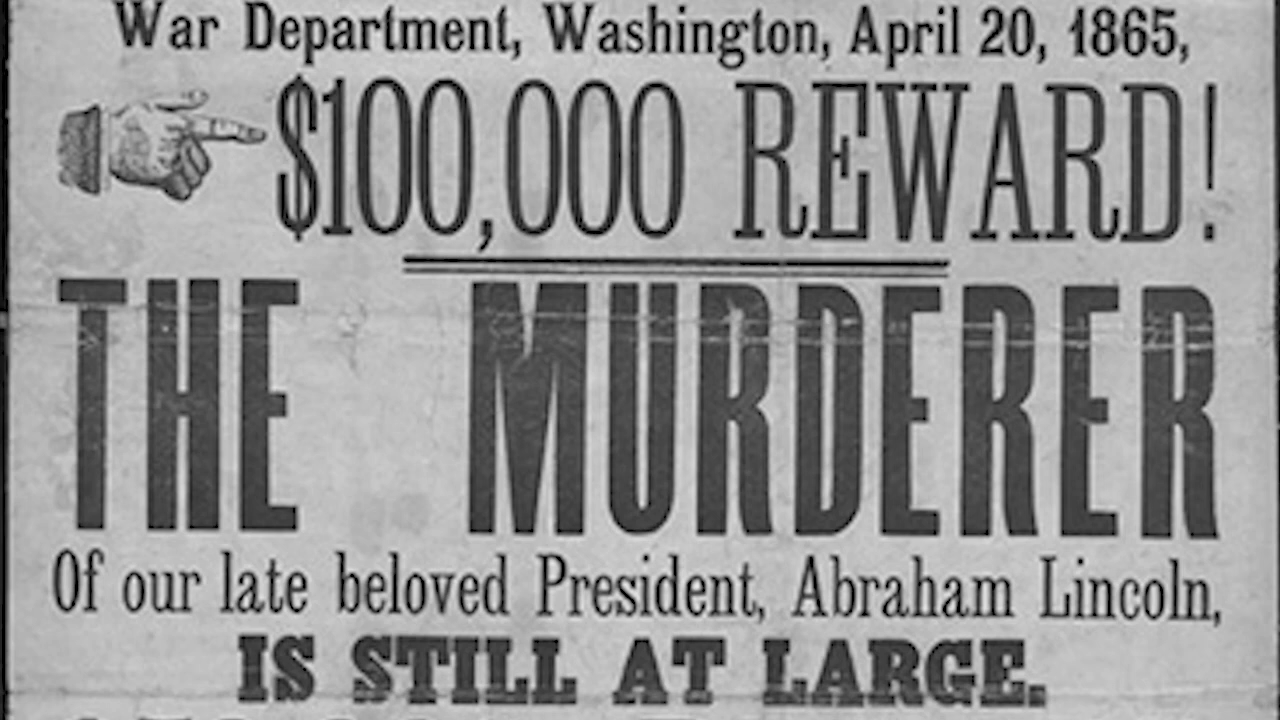 War Department, Washington, April 20, 1865,
$100,000 REWARD!
THE MURDERER
Of our late beloved President, Abraham Lincoln,
IS STILL AT LARGE.